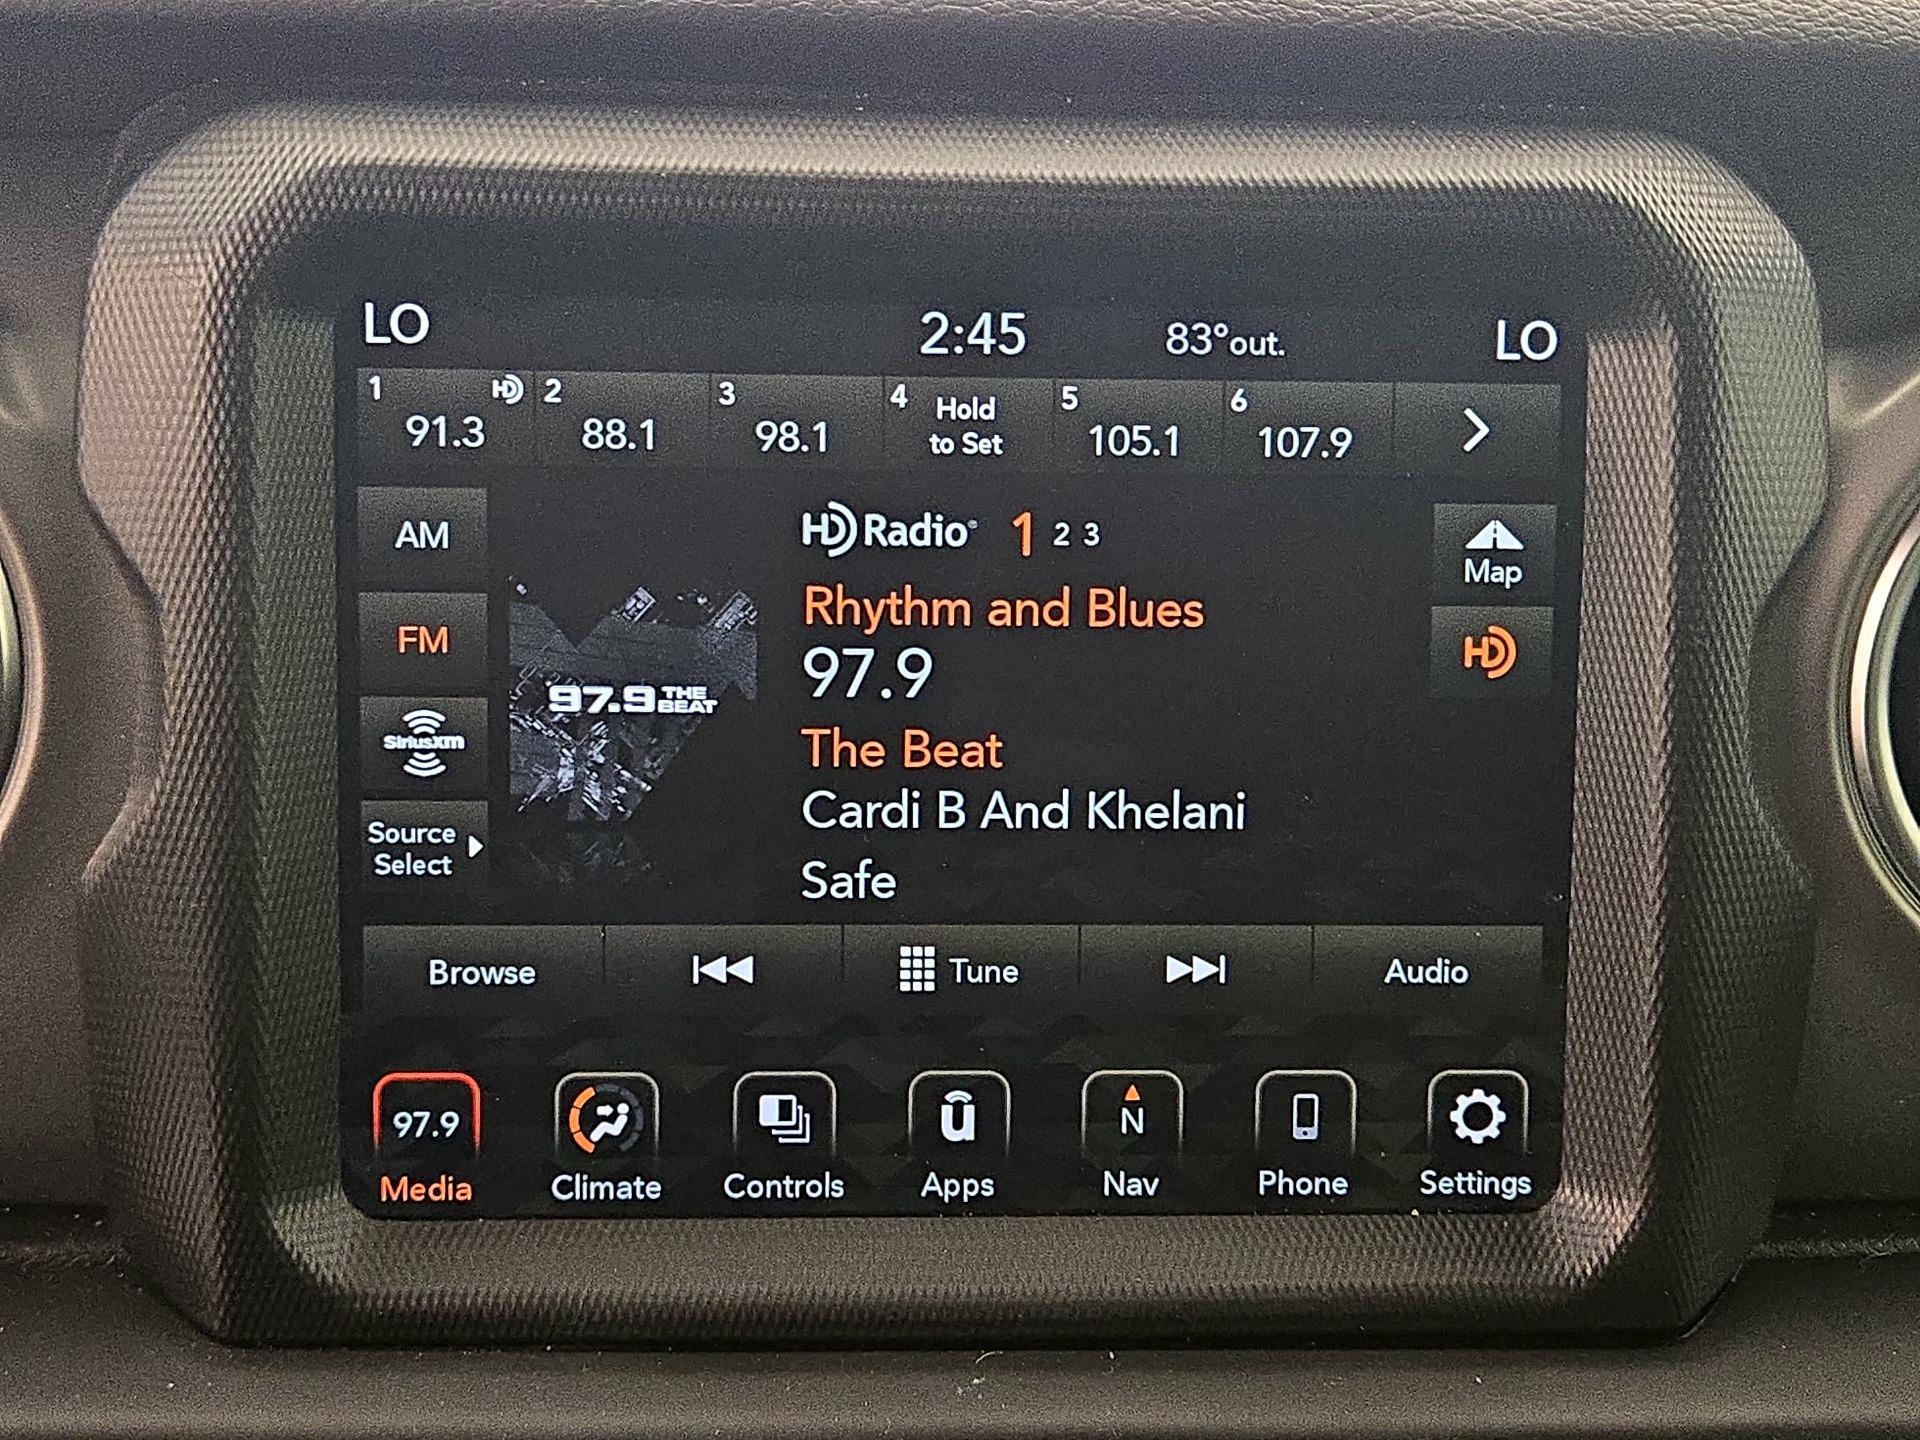 LO 2:45 83°out. LO
1 HD 2 3 4 Hold 5 6
91.3 88.1 98.1 to Set 105.1 107.9
AM
HD Radio® 1 2 3
Map
Rhythm and Blues
FM
97.9
HD
97.9 THE BEAT
SiriusXM
The Beat
Cardi B And Khelani
Source
Select
Safe
Browse Tune Audio
97.9 u N
Media Climate Controls Apps Nav Phone Settings